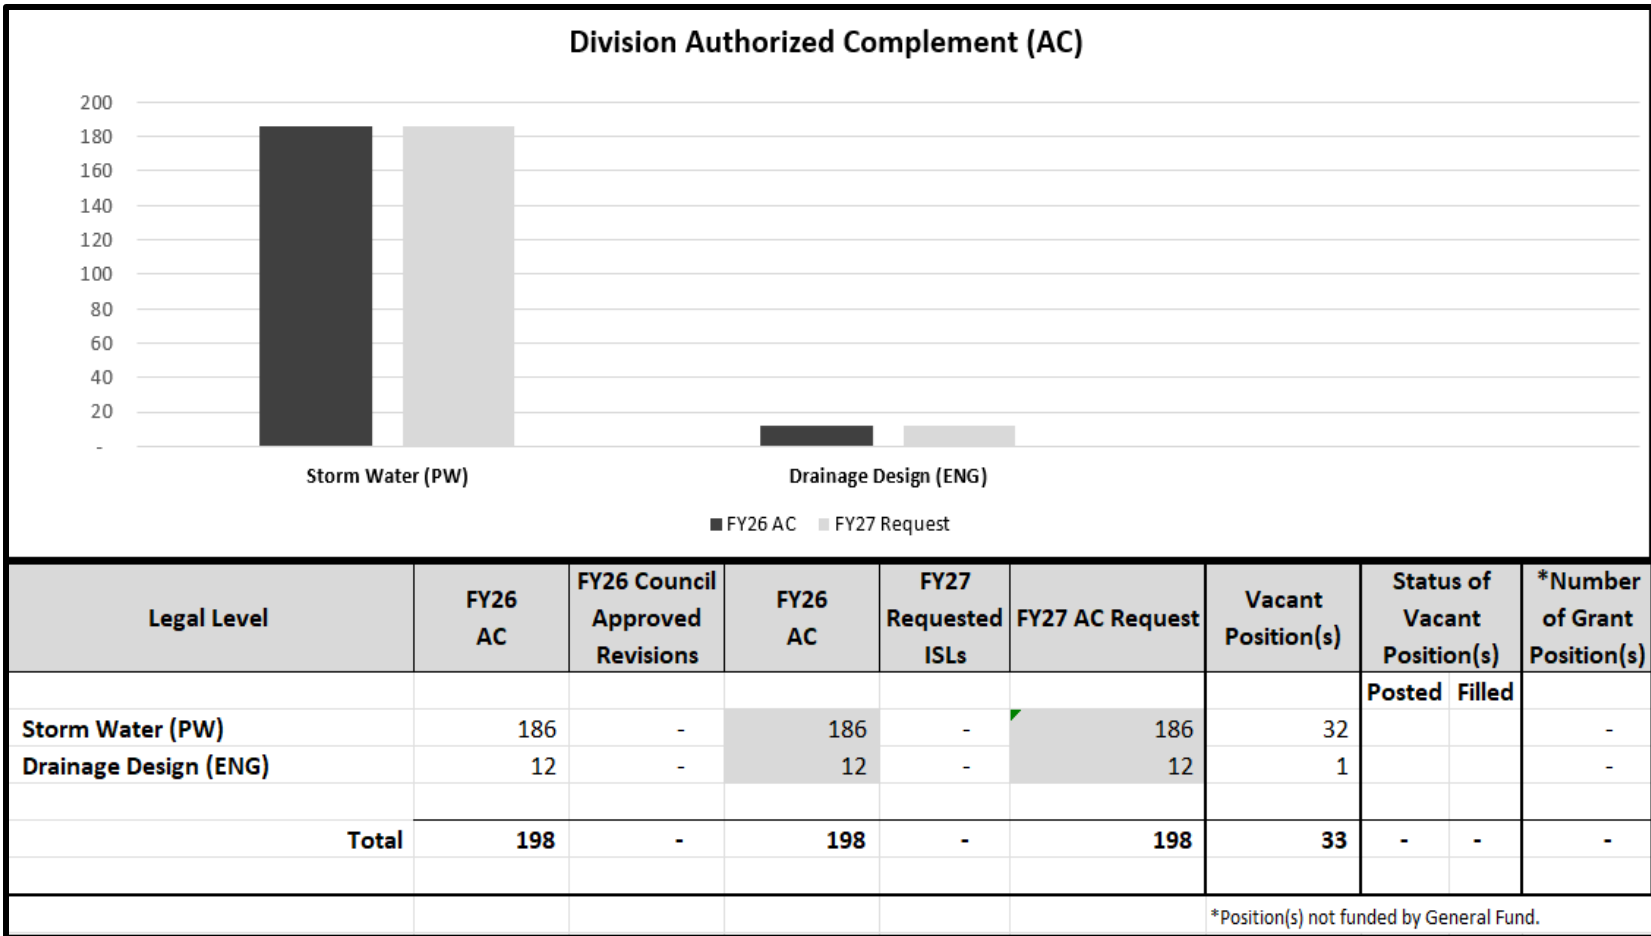 Division Authorized Complement (AC)
200
180
160
140
120
100
80
60
40
20
-
Storm Water (PW) Drainage Design (ENG)
FY26 AC FY27 Request
Legal Level FY26 AC FY26 Council Approved Revisions FY26 AC FY27 Requested ISLs FY27 AC Request Vacant Position(s) Status of Vacant Position(s) *Number of Grant Position(s)
Posted Filled
Storm Water (PW) 186 - 186 - 186 32 -
Drainage Design (ENG) 12 - 12 - 12 1 -
Total 198 - 198 - 198 33 - - -
*Position(s) not funded by General Fund.